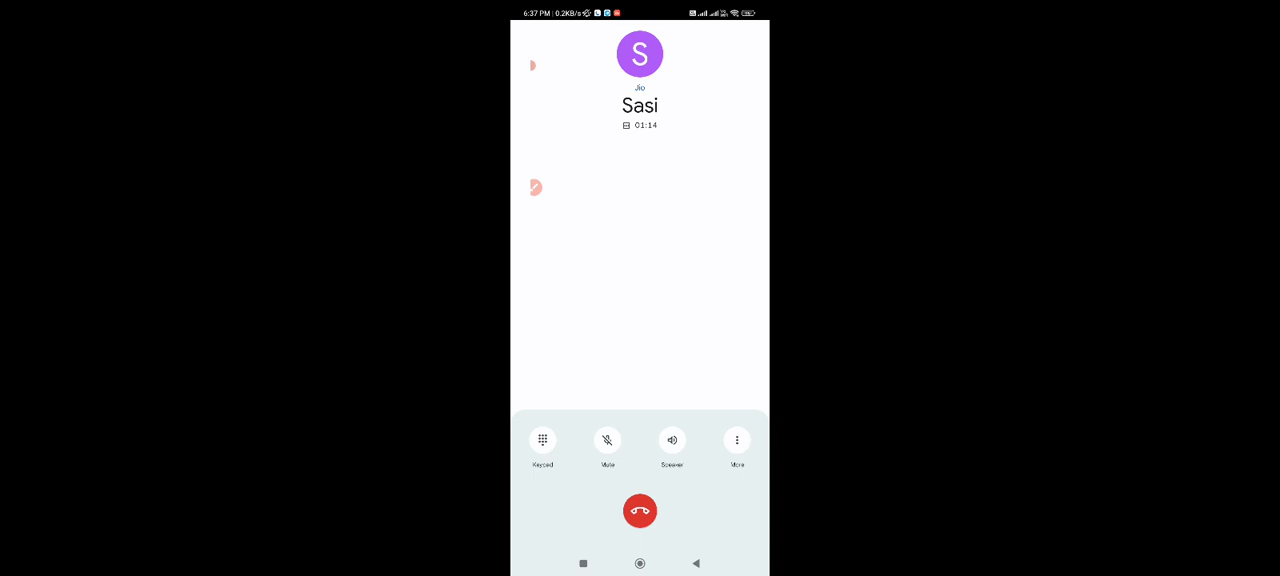 6:37 PM | 0.2KB/s
S
Jio
Sasi
01:14
Keypad
Mute
Speaker
More